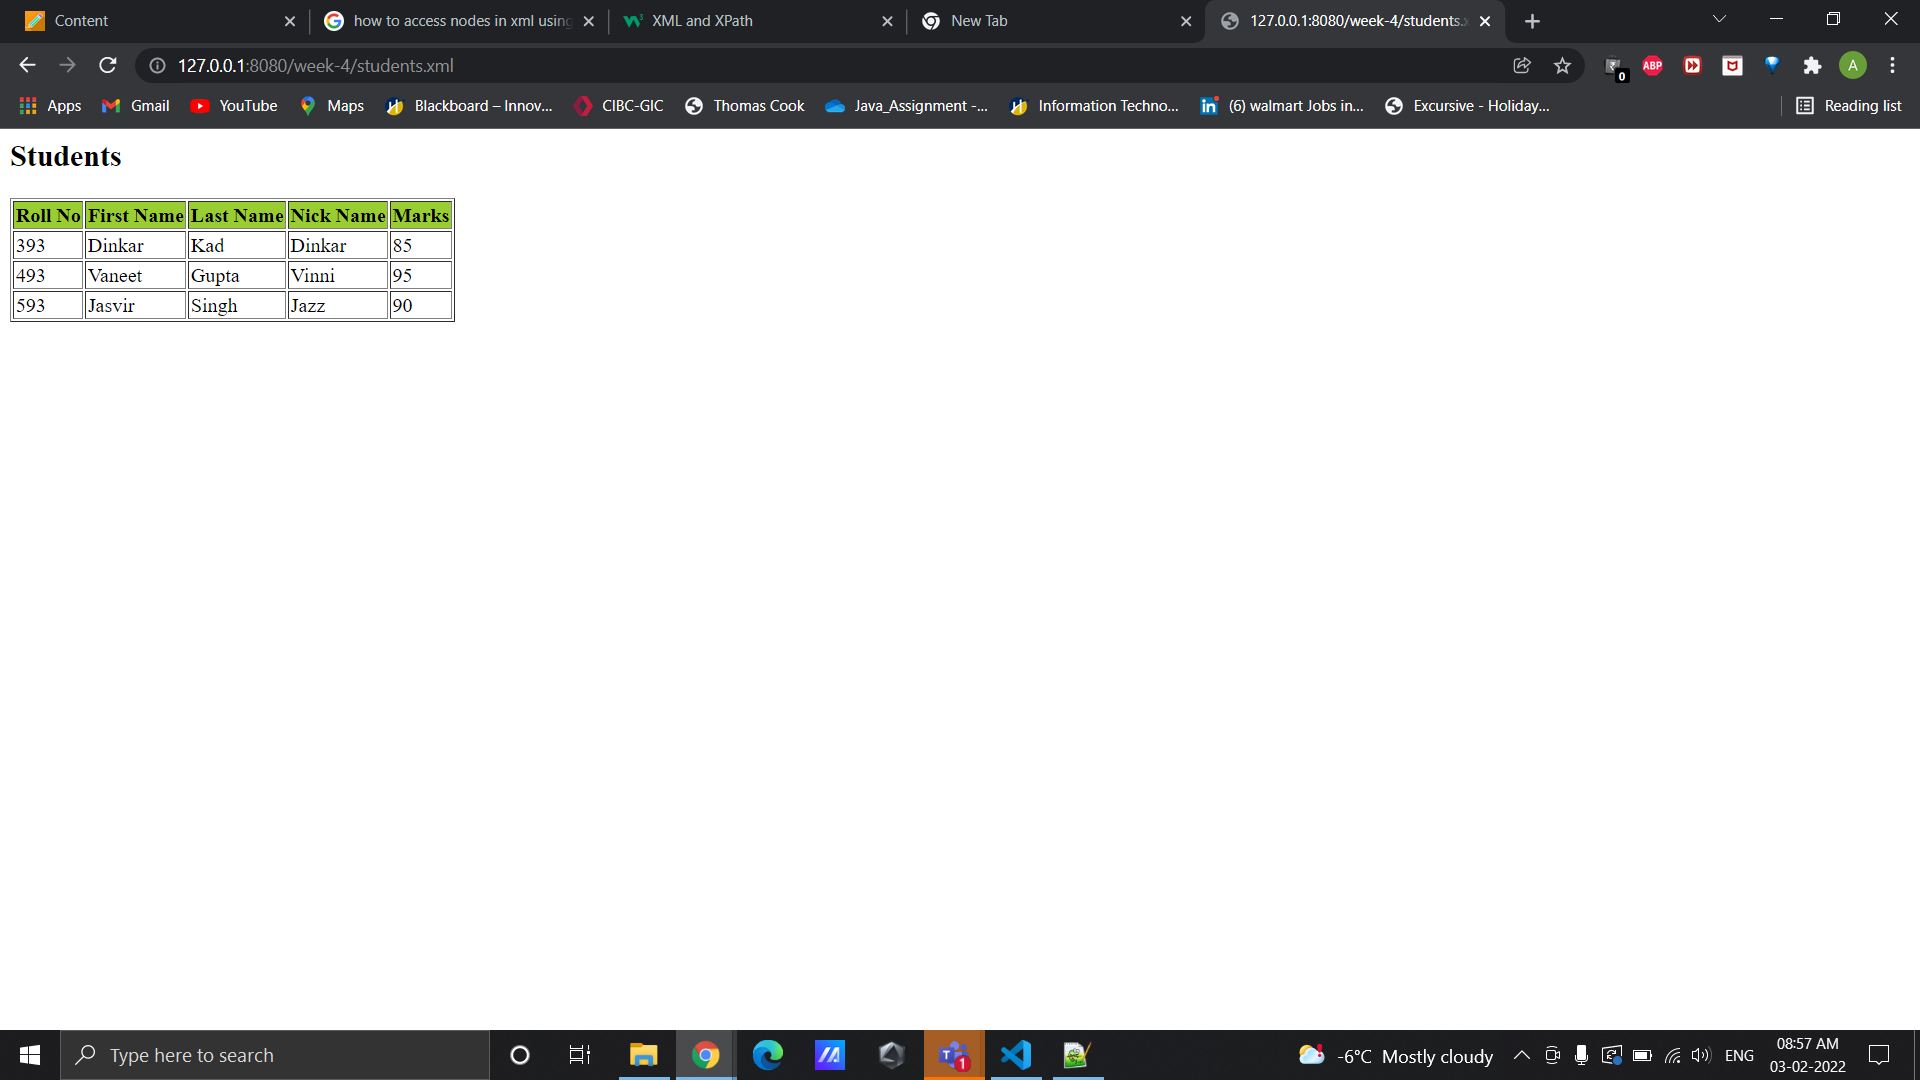 Content
how to access nodes in xml using
XML and XPath
New Tab
127.0.0.1:8080/week-4/students.x
127.0.0.1:8080/week-4/students.xml
0
ABP
A
Apps
Gmail
YouTube
Maps
Blackboard – Innov...
CIBC-GIC
Thomas Cook
Java_Assignment -...
Information Techno...
in
(6) walmart Jobs in...
Excursive - Holiday...
Reading list
Students
Roll No First Name Last Name Nick Name Marks
393 Dinkar Kad Dinkar 85
493 Vaneet Gupta Vinni 95
593 Jasvir Singh Jazz 90
Type here to search
T
1
-6°C Mostly cloudy
ENG
08:57 AM
03-02-2022